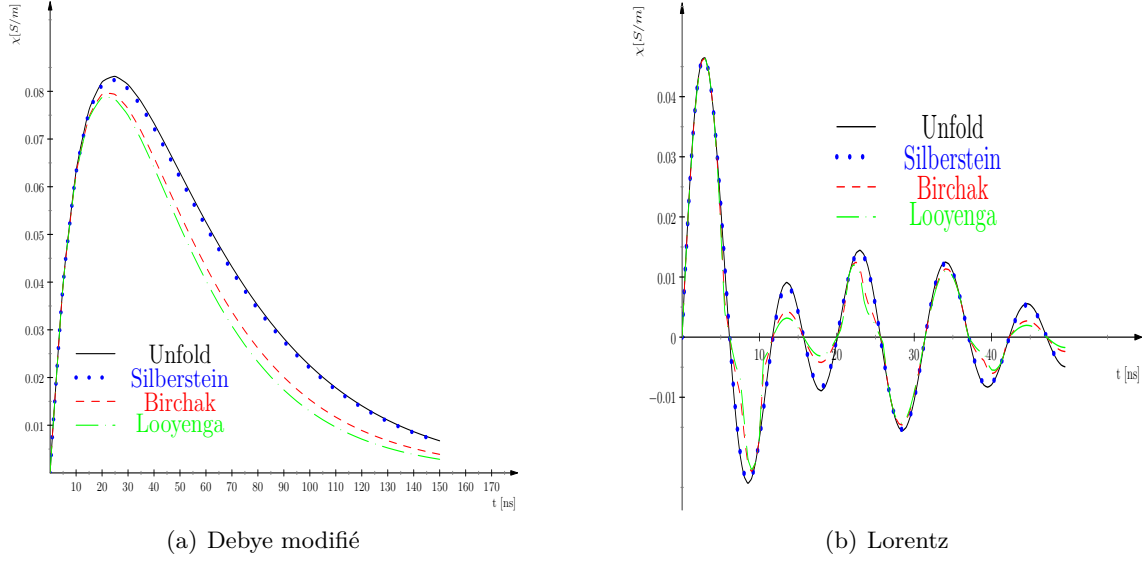 χ[S/m]
0.08
0.07
0.06
0.05
0.04
0.03
0.02
0.01
Unfold
Silberstein
Birchak
Looyenga
10 20 30 40 50 60 70 80 90 100 110 120 130 140 150 160 170
t [ns]
(a) Debye modifié
χ[S/m]
0.04
0.03
0.02
0.01
0
−0.01
Unfold
Silberstein
Birchak
Looyenga
10 20 30 40
t [ns]
(b) Lorentz